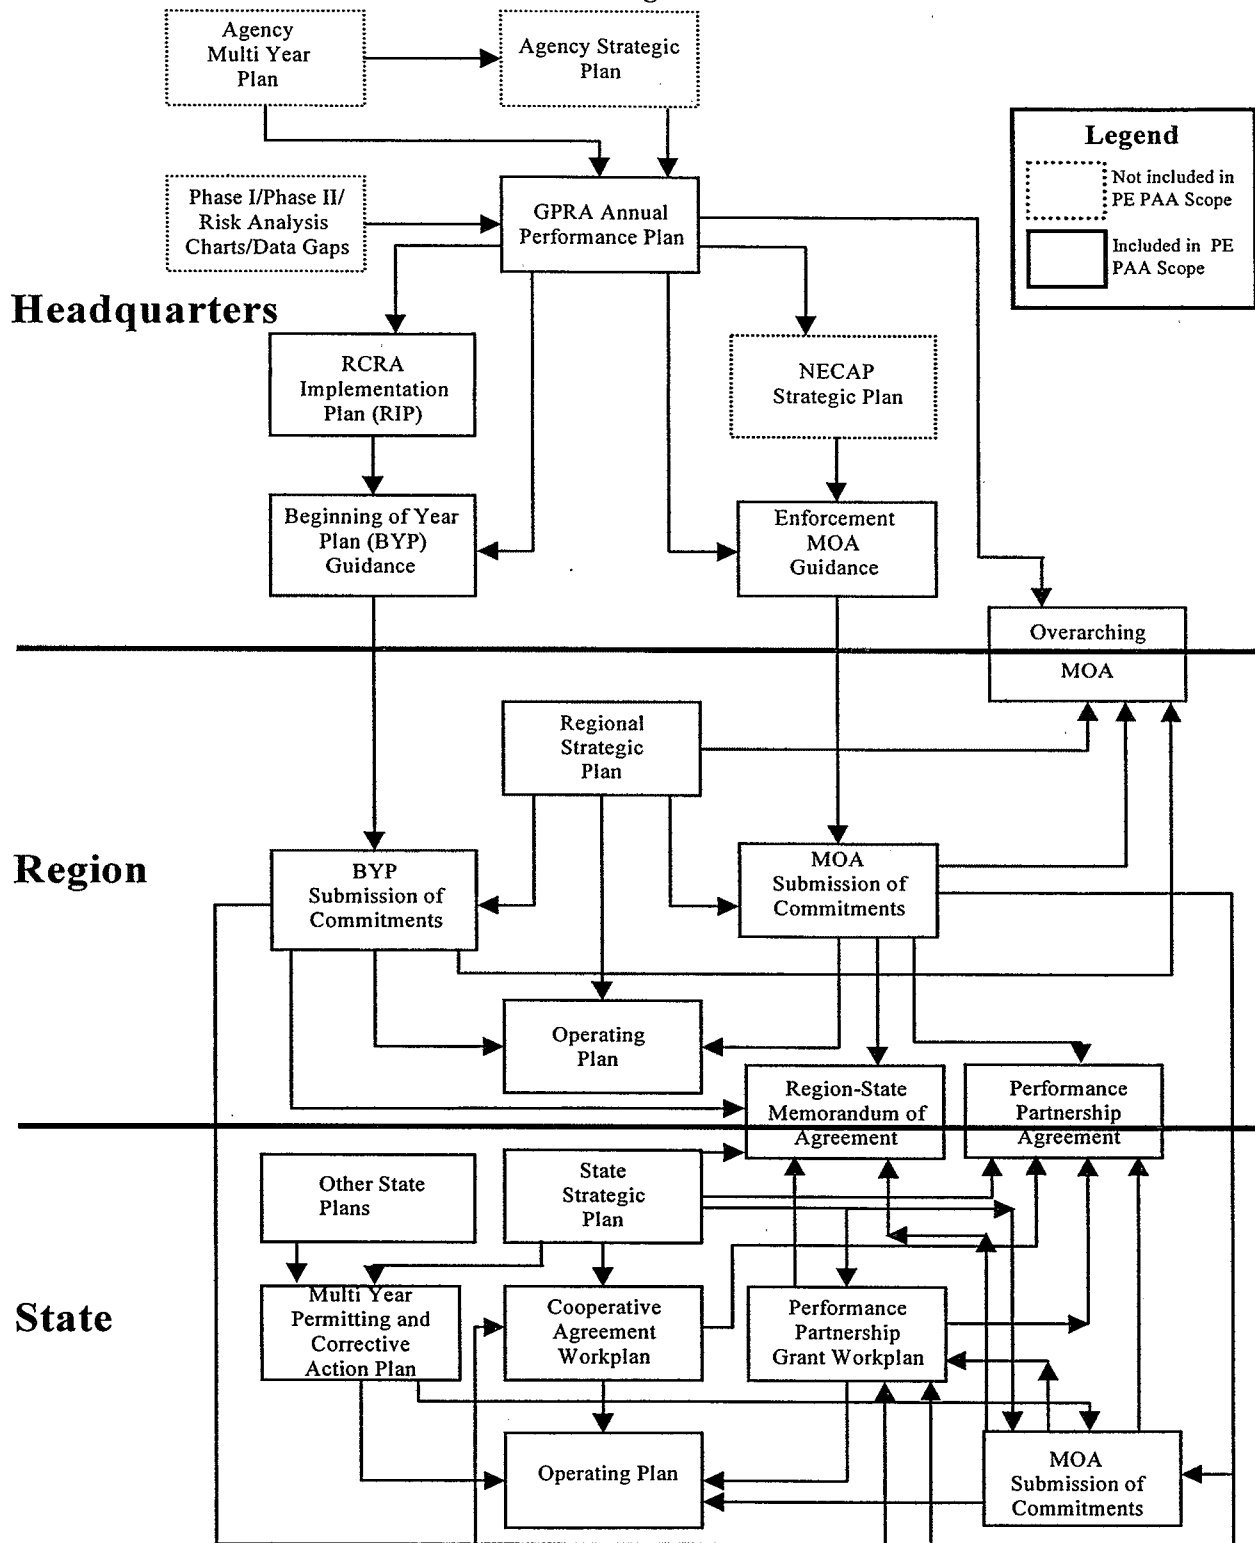 Agency
Multi Year
Plan
Agency Strategic
Plan
Legend
Not included in
PE PAA Scope
Included in PE
PAA Scope
Phase I/Phase II/
Risk Analysis
Charts/Data Gaps
GPRA Annual
Performance Plan
Headquarters
RCRA
Implementation
Plan (RIP)
NECAP
Strategic Plan
Beginning of Year
Plan (BYP)
Guidance
Enforcement
MOA
Guidance
Overarching
MOA
Regional
Strategic
Plan
Region
BYP
Submission of
Commitments
MOA
Submission of
Commitments
Operating
Plan
Region-State
Memorandum of
Agreement
Performance
Partnership
Agreement
Other State
Plans
State
Strategic
Plan
State
Multi Year
Permitting and
Corrective
Action Plan
Cooperative
Agreement
Workplan
Performance
Partnership
Grant Workplan
Operating Plan
MOA
Submission of
Commitments